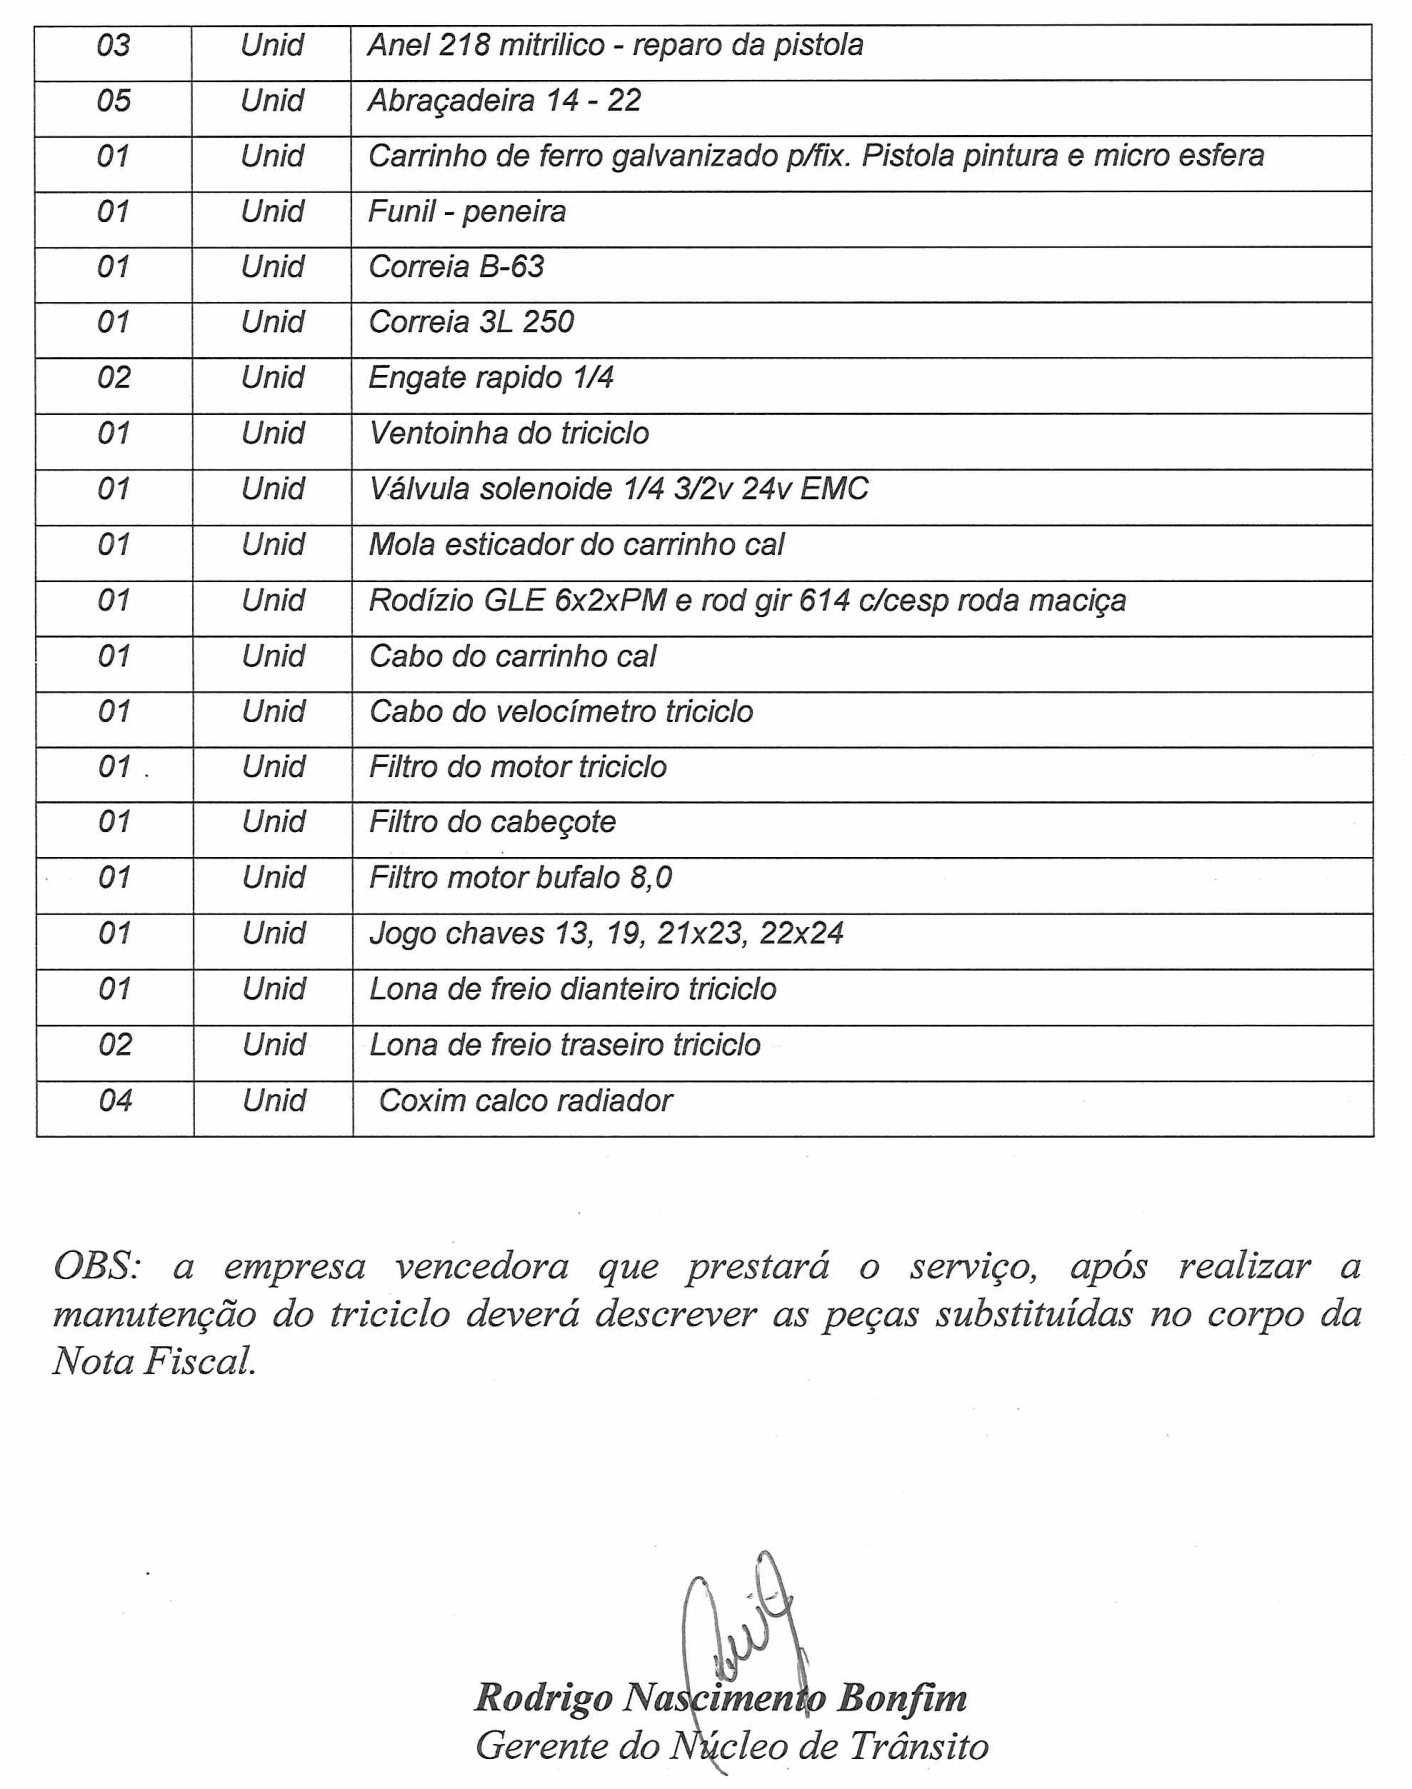 03 Unid Anel 218 mitrilico - reparo da pistola
05 Unid Abraçadeira 14 - 22
01 Unid Carrinho de ferro galvanizado p/fix. Pistola pintura e micro esfera
01 Unid Funil - peneira
01 Unid Correia B-63
01 Unid Correia 3L 250
02 Unid Engate rapido 1/4
01 Unid Ventoinha do triciclo
01 Unid Válvula solenoide 1/4 3/2v 24v EMC
01 Unid Mola esticador do carrinho cal
01 Unid Rodízio GLE 6x2xPM e rod gir 614 c/cesp roda maciça
01 Unid Cabo do carrinho cal
01 Unid Cabo do velocímetro triciclo
01 Unid Filtro do motor triciclo
01 Unid Filtro do cabeçote
01 Unid Filtro motor bufalo 8,0
01 Unid Jogo chaves 13, 19, 21x23, 22x24
01 Unid Lona de freio dianteiro triciclo
02 Unid Lona de freio traseiro triciclo
04 Unid Coxim calco radiador
OBS: a empresa vencedora que prestará o serviço, após realizar a
manutenção do triciclo deverá descrever as peças substituídas no corpo da
Nota Fiscal.
Rodrigo Nascimento Bonfim
Gerente do Núcleo de Trânsito